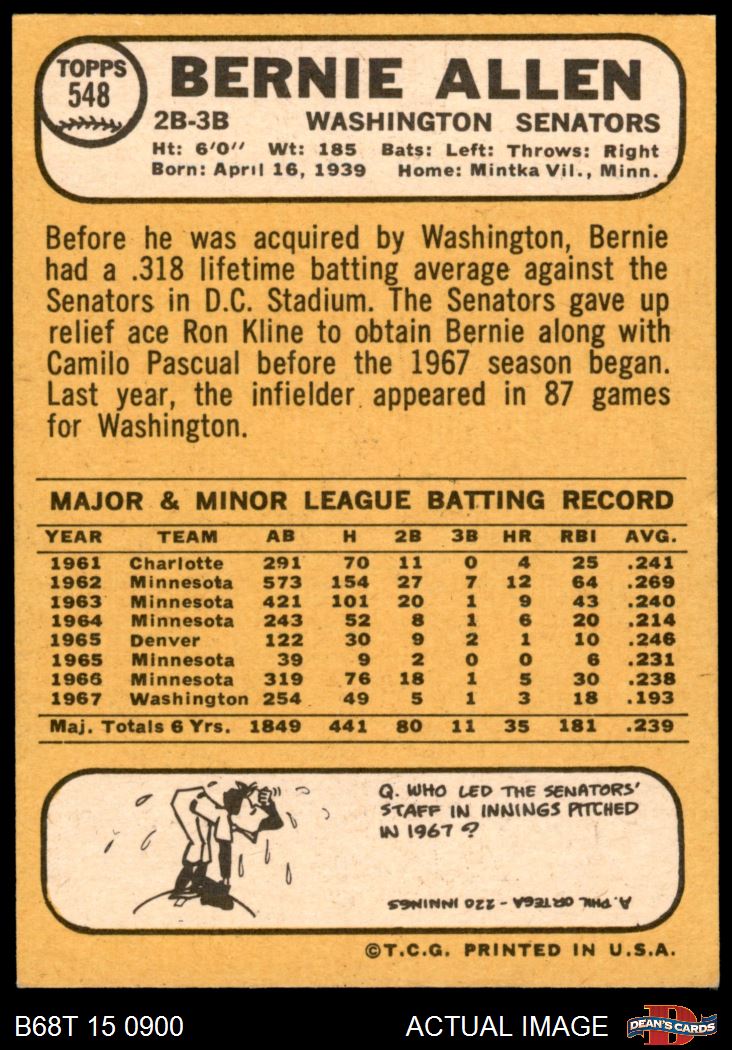 TOPPS
548
BERNIE ALLEN
2B-3B WASHINGTON SENATORS
Ht: 6'0" Wt: 185 Bats: Left: Throws: Right
Born: April 16, 1939 Home: Mintka Vil., Minn.
Before he was acquired by Washington, Bernie
had a .318 lifetime batting average against the
Senators in D.C. Stadium. The Senators gave up
relief ace Ron Kline to obtain Bernie along with
Camilo Pascual before the 1967 season began.
Last year, the infielder appeared in 87 games
for Washington.
MAJOR & MINOR LEAGUE BATTING RECORD
YEAR TEAM AB H 2B 3B HR RBI AVG.
1961 Charlotte 291 70 11 0 4 25 .241
1962 Minnesota 573 154 27 7 12 64 .269
1963 Minnesota 421 101 20 1 9 43 .240
1964 Minnesota 243 52 8 1 6 20 .214
1965 Denver 122 30 9 2 1 10 .246
1965 Minnesota 39 9 2 0 0 6 .231
1966 Minnesota 319 76 18 1 5 30 .238
1967 Washington 254 49 5 1 3 18 .193
Maj. Totals 6 Yrs. 1849 441 80 11 35 181 .239
Q. WHO LED THE SENATORS'
STAFF IN INNINGS PITCHED
IN 1967?
A. PHIL ORTEGA - 220 INNINGS
©T.C.G. PRINTED IN U.S.A.
B68T 15 0900 ACTUAL IMAGE DEAN'S CARDS